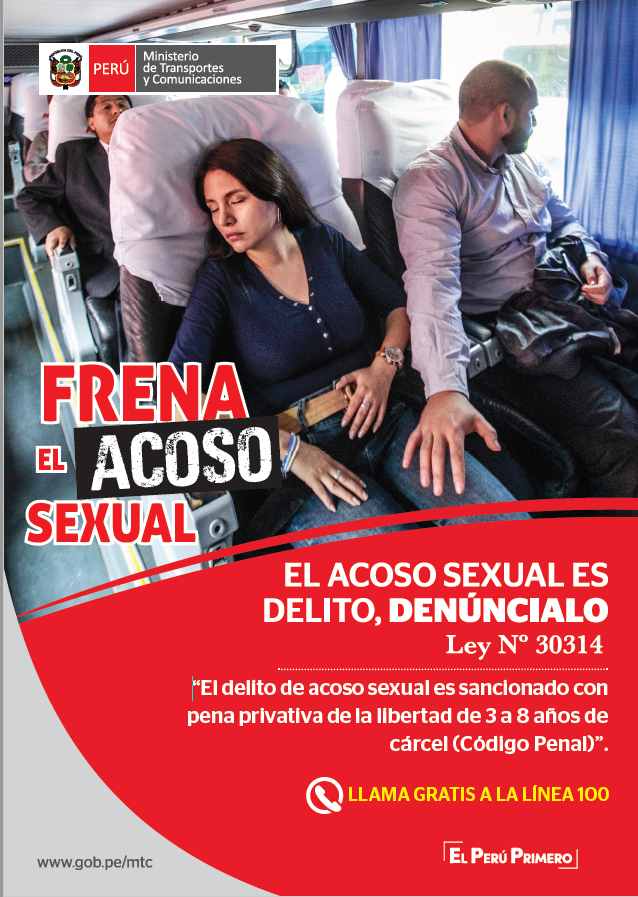 PERÚ
Ministerio
de Transportes
y Comunicaciones
FRENA
EL ACOSO
SEXUAL
EL ACOSO SEXUAL ES
DELITO, DENÚNCIALO
Ley Nº 30314
“El delito de acoso sexual es sancionado con
pena privativa de la libertad de 3 a 8 años de
cárcel (Código Penal)”.
LLAMA GRATIS A LA LÍNEA 100
www.gob.pe/mtc
EL PERÚ PRIMERO